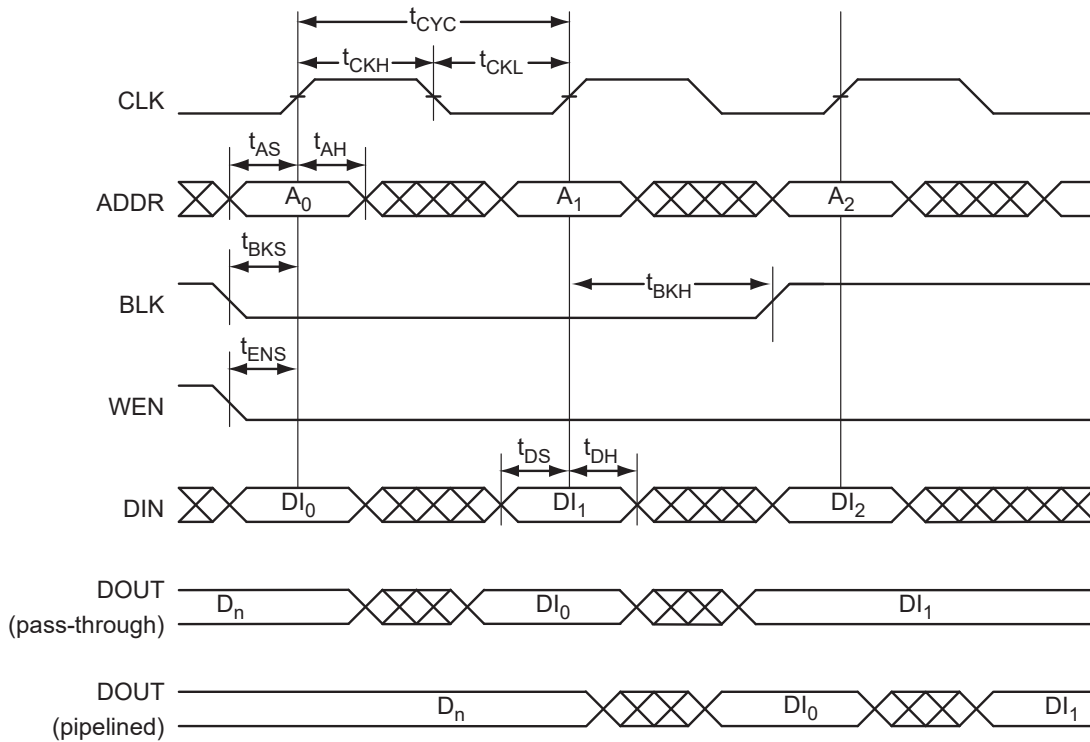 tCYC
tCKH tCKL
CLK
tAS tAH
ADDR A0 A1 A2
tBKS
BLK tBKH
tENS
WEN
tDS tDH
DIN DI0 DI1 DI2
DOUT
(pass-through) Dn DI0 DI1
DOUT
(pipelined) Dn DI0 DI1